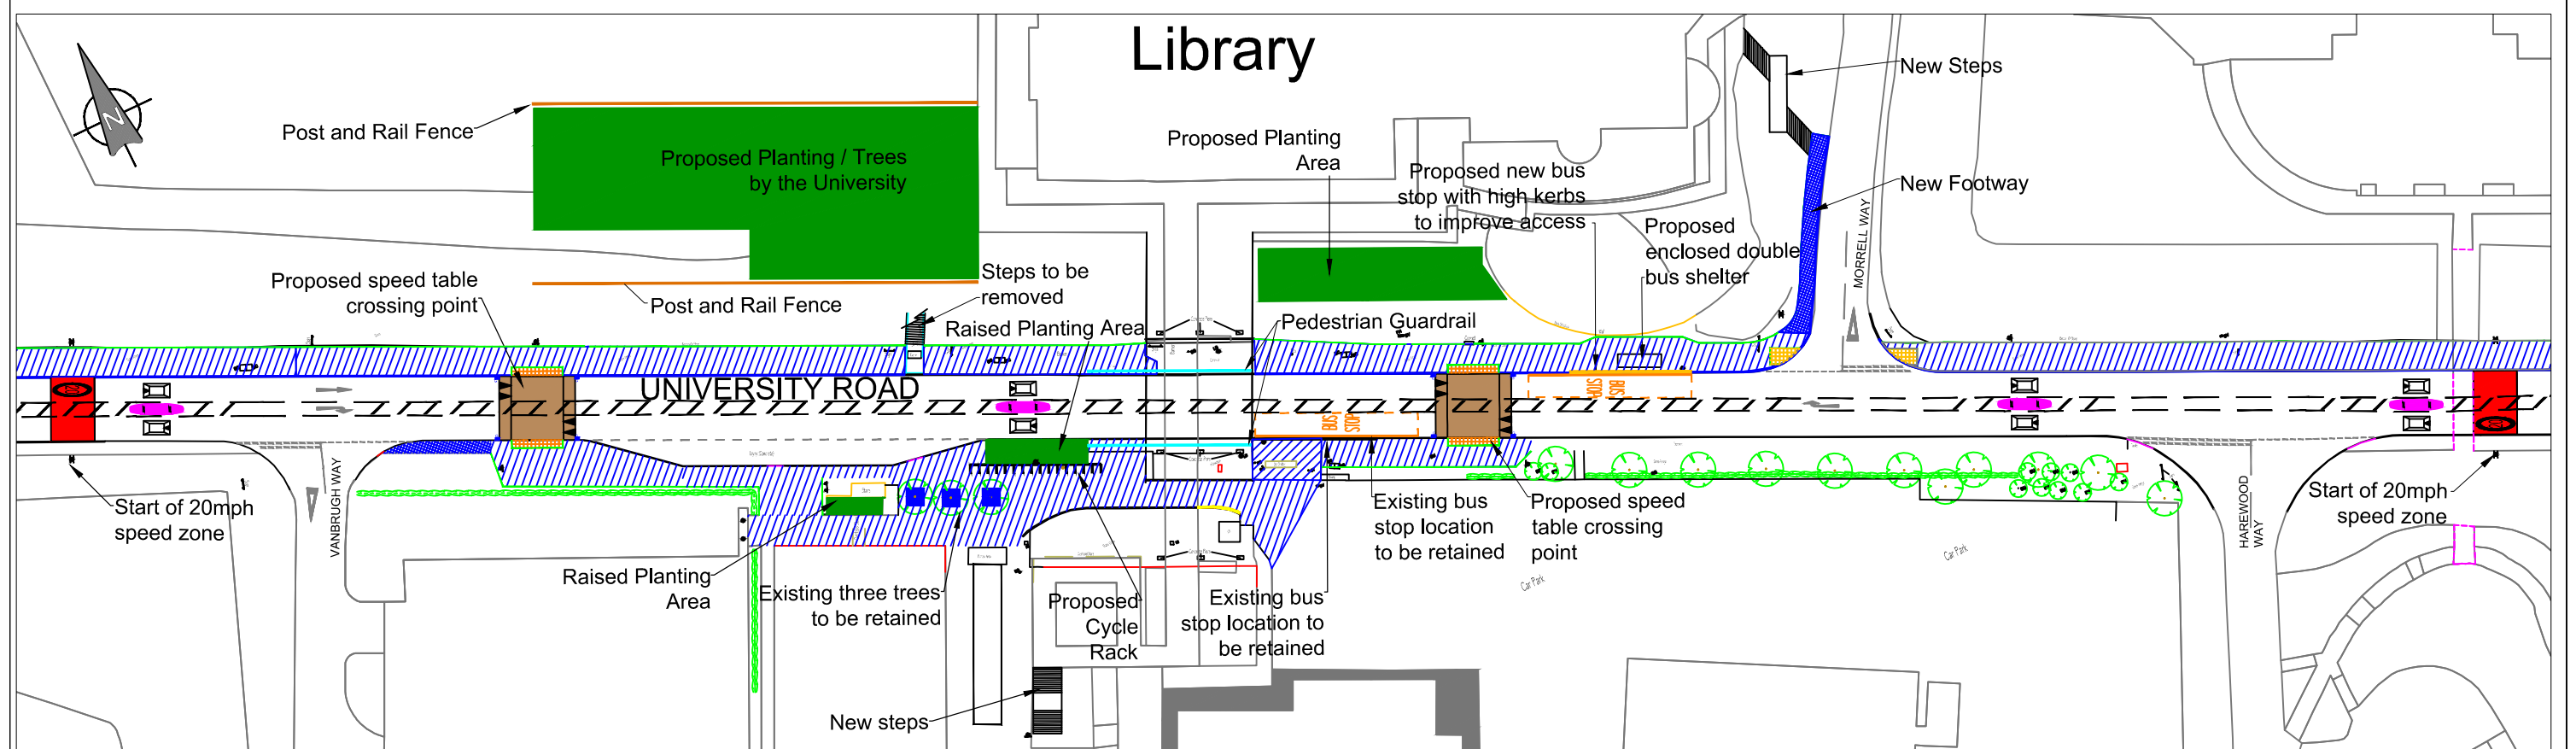 Library
N
Post and Rail Fence
Proposed Planting / Trees
by the University
Proposed Planting
Area
Proposed new bus
stop with high kerbs
to improve access
Proposed
enclosed double
bus shelter
New Steps
New Footway
MORRELL WAY
Proposed speed table
crossing point
Post and Rail Fence
Steps to be
removed
Raised Planting Area
Pedestrian Guardrail
UNIVERSITY ROAD
BUS
STOP
BUS
STOP
Start of 20mph
speed zone
VANBRUGH WAY
Raised Planting
Area
Existing three trees
to be retained
Proposed
Cycle
Rack
Existing bus
stop location to
be retained
Existing bus
stop location
to be retained
Proposed speed
table crossing
point
Car Park
Car Park
HAREWOOD
WAY
Start of 20mph
speed zone
New steps